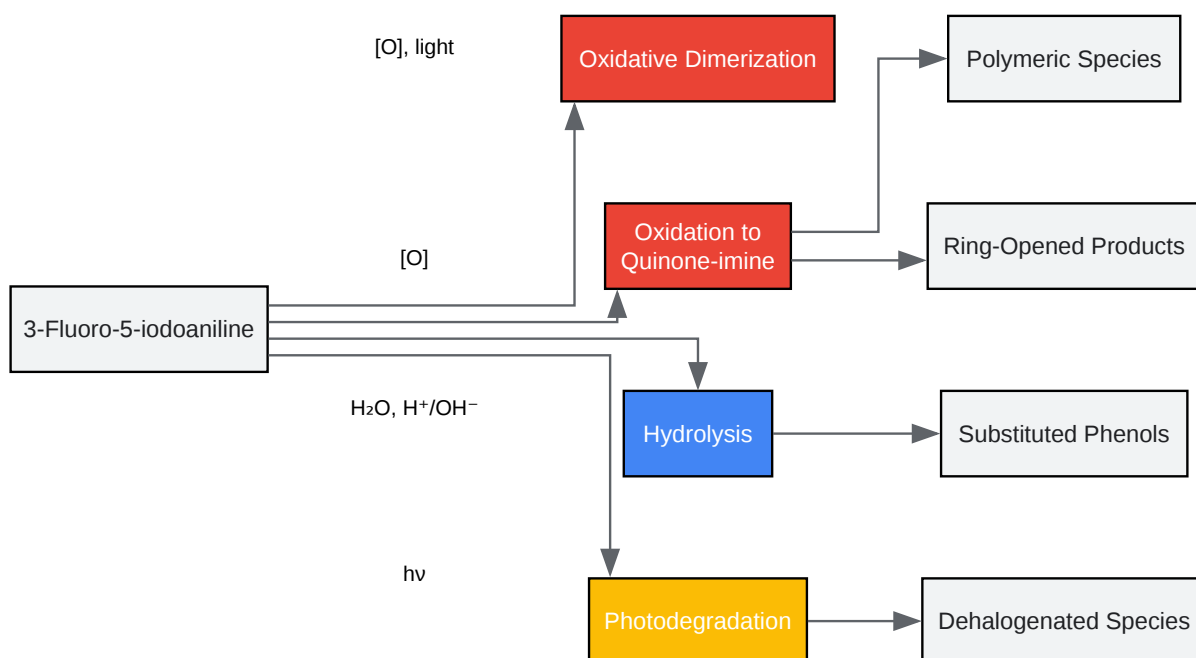 [O], light
Oxidative Dimerization
Polymeric Species
[O]
Oxidation to
Quinone-imine
Ring-Opened Products
3-Fluoro-5-iodoaniline
H₂O, H⁺/OH⁻
Hydrolysis
Substituted Phenols
hν
Photodegradation
Dehalogenated Species